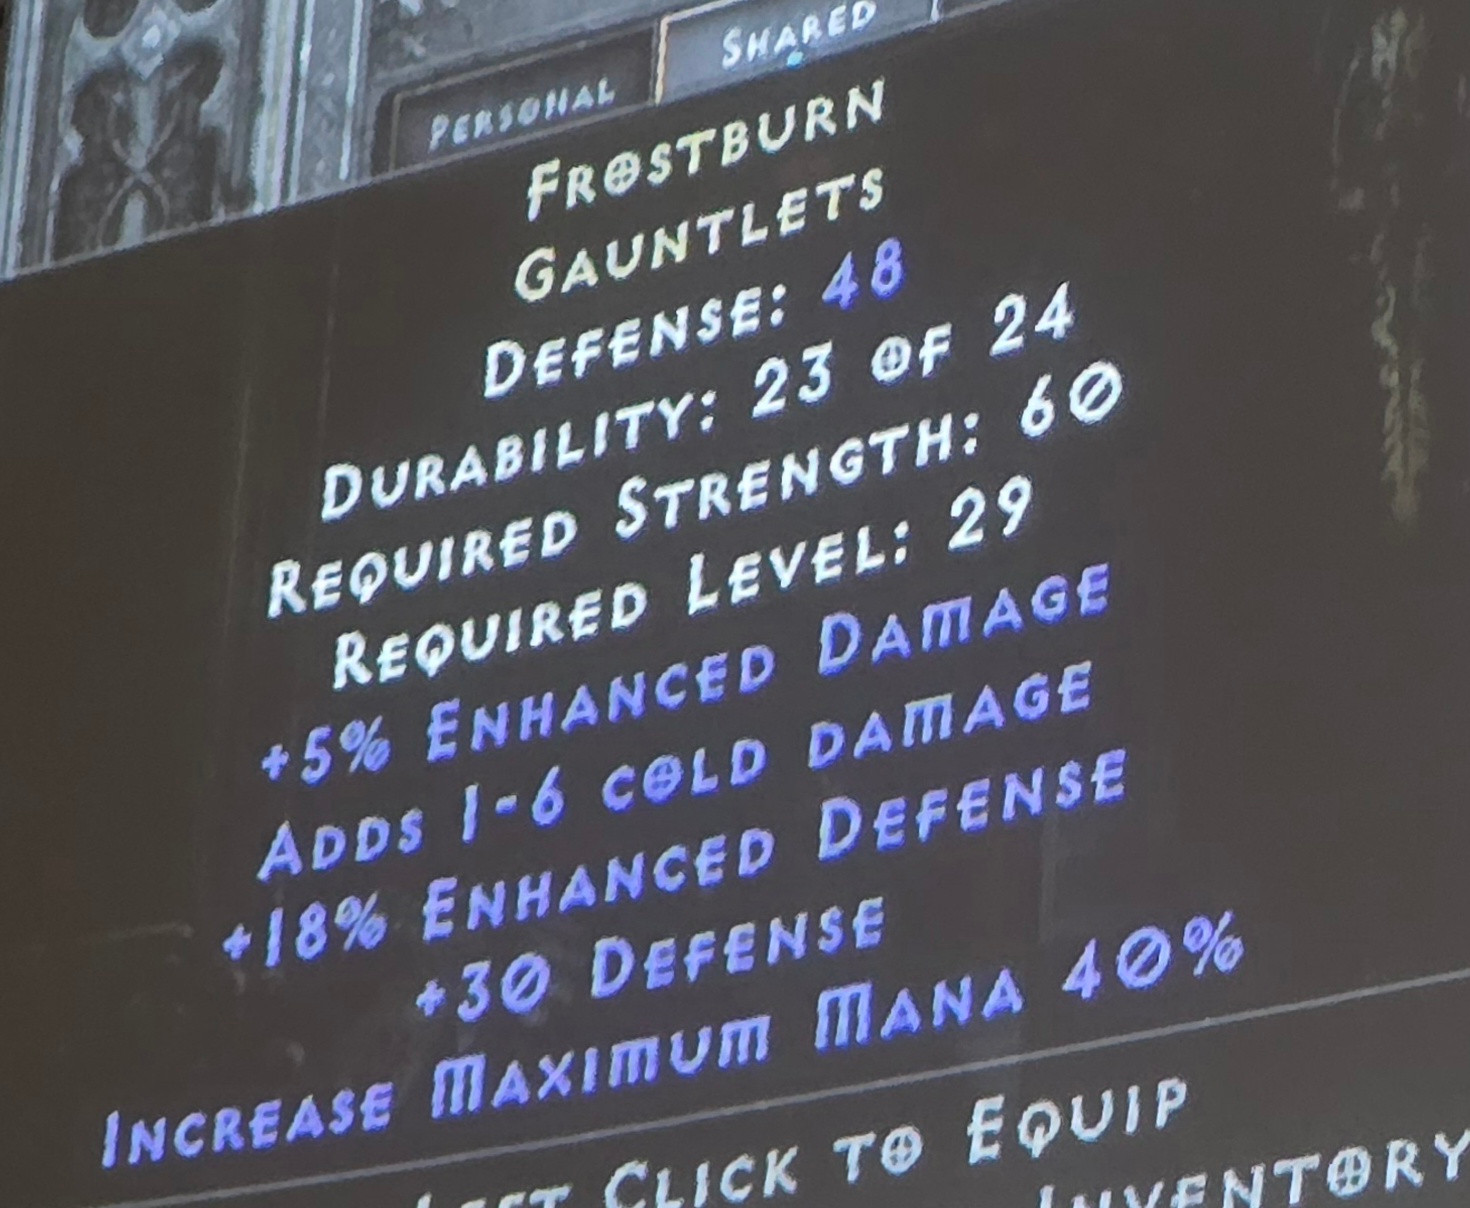 Personal
Shared
Frostburn
Gauntlets
Defense: 48
Durability: 23 of 24
Required Strength: 60
Required Level: 29
+5% Enhanced Damage
Adds 1-6 cold damage
+18% Enhanced Defense
+30 Defense
Increase Maximum Mana 40%
Left Click to Equip
Inventory